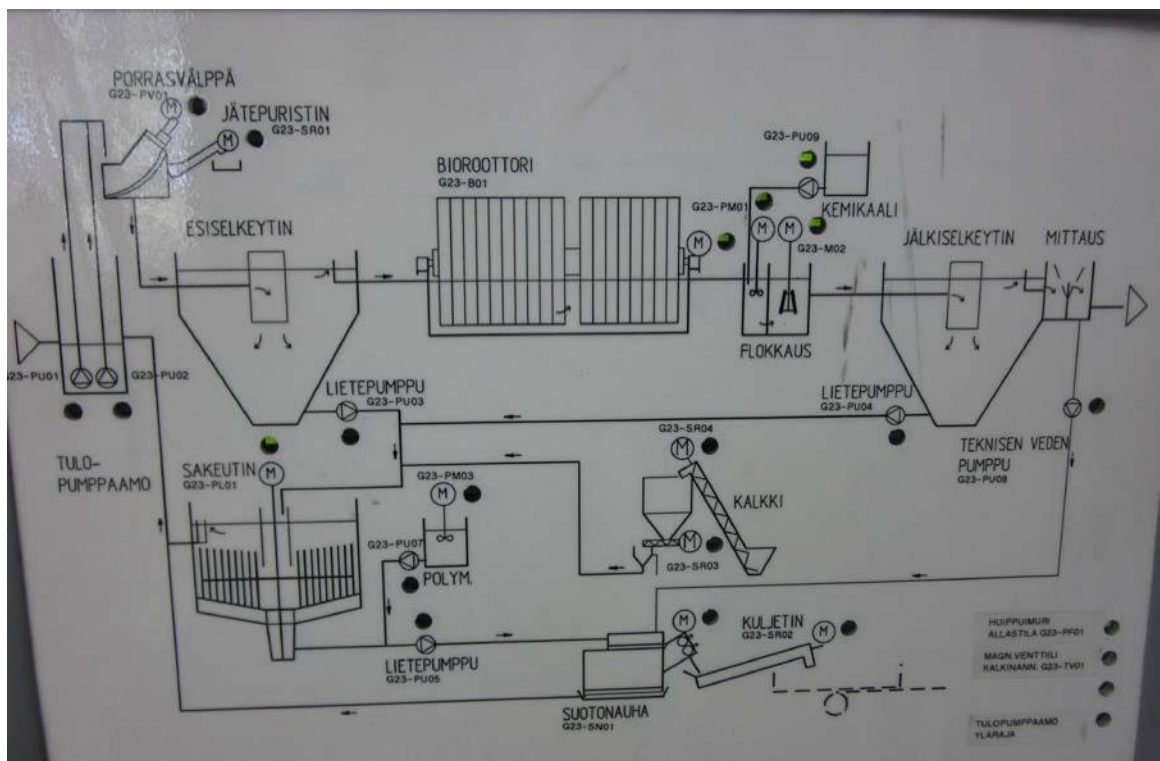 PORRASVÄLPPÄ
G23-PV01
M
JÄTEPURISTIN
G23-SR01
M
BIOROOTTORI
G23-B01
G23-PU09
KEMIKAALI
G23-PM01
M
M
M
G23-M02
ESISELKEYTIN
JÄLKISELKEYTIN
MITTAUS
FLOKKAUS
G23-PU01
G23-PU02
LIETEPUMPPU
G23-PU03
LIETEPUMPPU
G23-PU04
TEKNISEN VEDEN
PUMPPU
G23-PU08
TULO-
PUMPPAAMO
SAKEUTIN
G23-PL01
M
G23-PM03
M
G23-PU07
POLYM.
G23-SR04
M
KALKKI
M
G23-SR03
LIETEPUMPPU
G23-PU05
M
KULJETIN
G23-SR02
M
SUOTONAUHA
G23-SN01
HUIPPUIMURI
ALLASTILA G23-PF01
MAGN.VENTTIILI
KALKINANN. G23-TV01
TULOPUMPPAAMO
YLÄRAJA